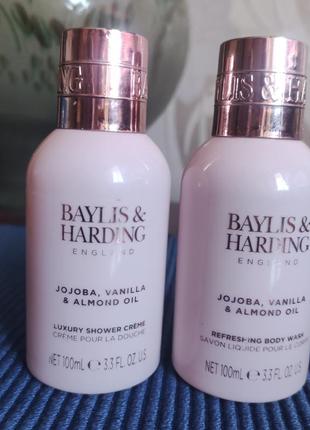 BAYLIS &
HARDING
ENGLAND
JOJOBA, VANILLA
& ALMOND OIL
LUXURY SHOWER CRÈME
CRÈME POUR LA DOUCHE
NET 100mL ℮ 3.3 FL. OZ. U.S.
LIS & HA
BAYLIS &
HARDING
ENGLAND
JOJOBA, VANILLA
& ALMOND OIL
REFRESHING BODY WASH
SAVON LIQUIDE POUR LE CORPS
NET 100mL ℮ 3.3 FL. OZ. U.S.